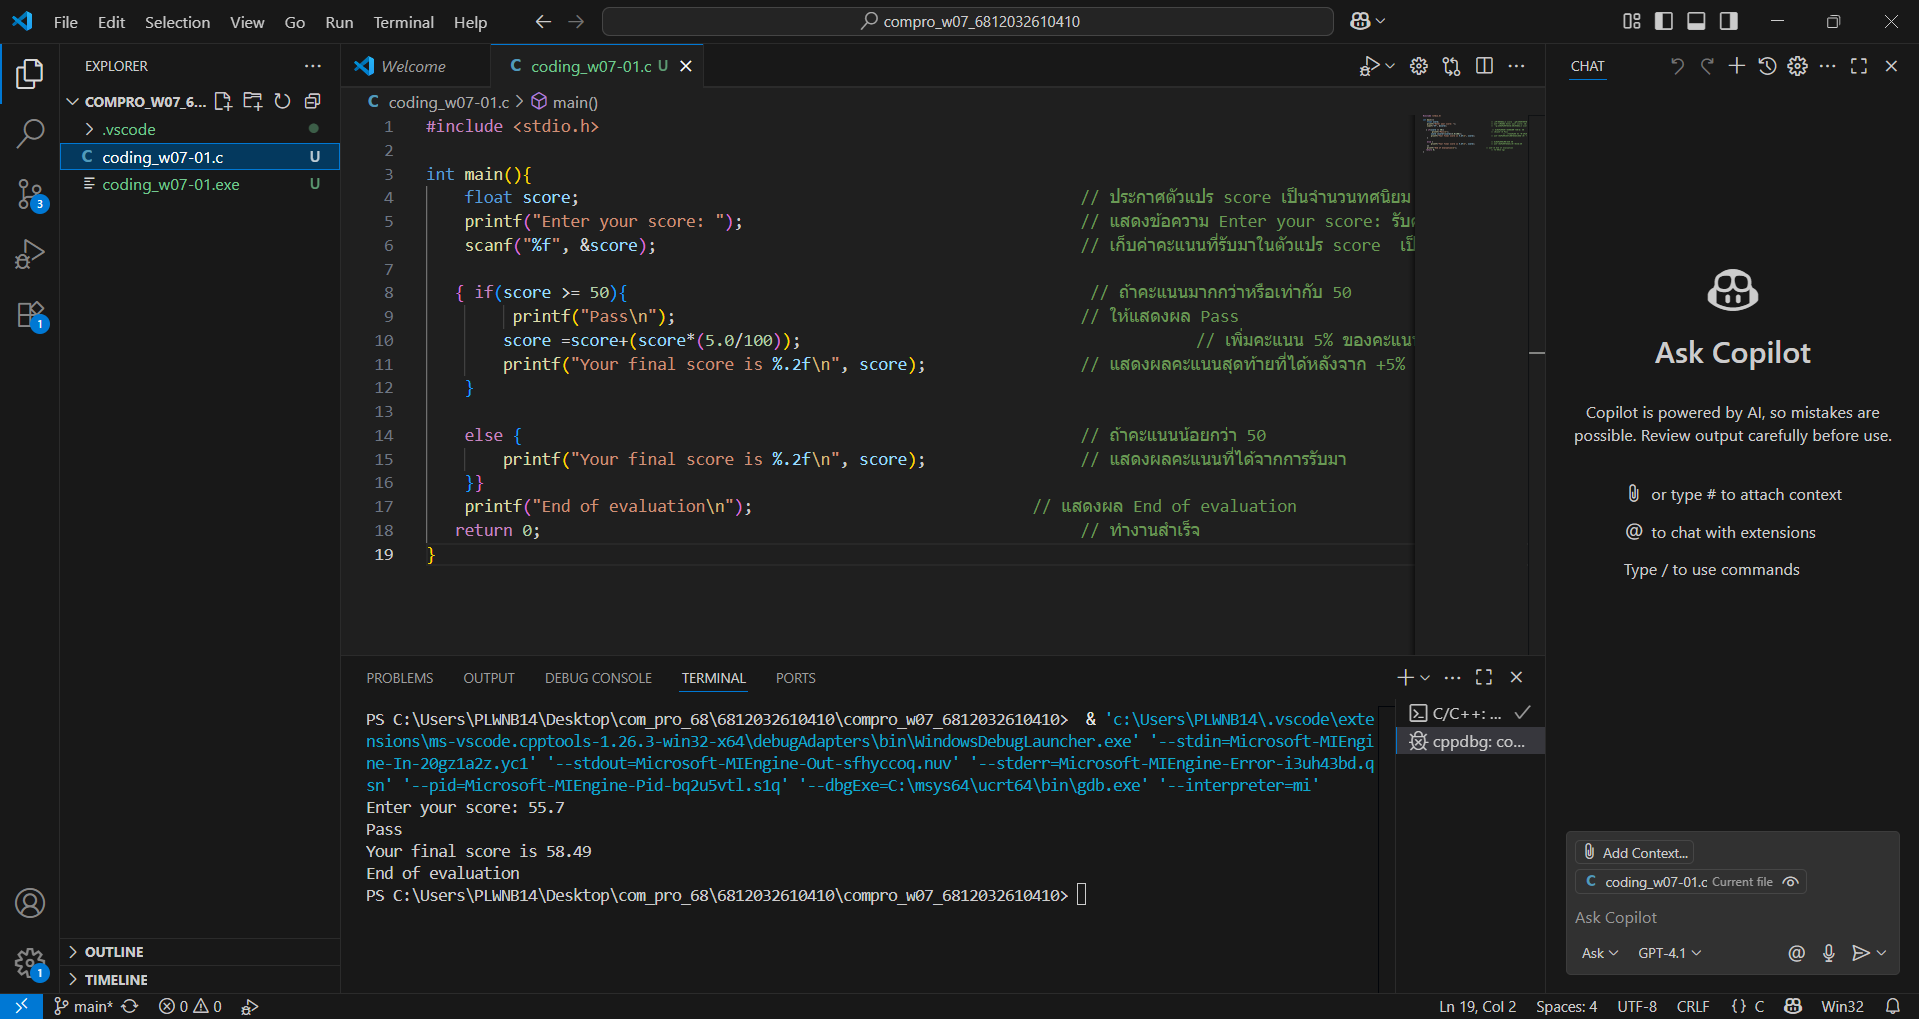 File Edit Selection View Go Run Terminal Help
compro_w07_6812032610410
EXPLORER
COMPRO_W07_6...
.vscode
coding_w07-01.c U
coding_w07-01.exe U
3
1
1
OUTLINE
TIMELINE
Welcome
coding_w07-01.c U
coding_w07-01.c > main()
1 #include <stdio.h>
2
3 int main(){
4 float score; // ประกาศตัวแปร score เป็นจำนวนทศนิยม
5 printf("Enter your score: "); // แสดงข้อความ Enter your score:
6 scanf("%f", &score); // เก็บค่าคะแนนที่รับมาในตัวแปร score
7
8 { if(score >= 50){ // ถ้าคะแนนมากกว่าหรือเท่ากับ 50
9 printf("Pass\n"); // ให้แสดงผล Pass
10 score =score+(score*(5.0/100)); // เพิ่มคะแนน 5%
11 printf("Your final score is %.2f\n", score); // แสดงผลคะแนนสุดท้ายที่ได้หลังจาก +5%
12 }
13
14 else { // ถ้าคะแนนน้อยกว่า 50
15 printf("Your final score is %.2f\n", score); // แสดงผลคะแนนที่ได้จากการรับมา
16 }}
17 printf("End of evaluation\n"); // แสดงผล End of evaluation
18 return 0; // ทำงานสำเร็จ
19 }
PROBLEMS OUTPUT DEBUG CONSOLE TERMINAL PORTS
PS C:\Users\PLWNB14\Desktop\com_pro_68\6812032610410\compro_w07_6812032610410> & 'c:\Users\PLWNB14\.vscode\exte
nsions\ms-vscode.cpptools-1.26.3-win32-x64\debugAdapters\bin\WindowsDebugLauncher.exe' '--stdin=Microsoft-MIEngi
ne-In-20gz1a2z.yc1' '--stdout=Microsoft-MIEngine-Out-sfhyccoq.nuv' '--stderr=Microsoft-MIEngine-Error-i3uh43bd.q
sn' '--pid=Microsoft-MIEngine-Pid-bq2u5vtl.s1q' '--dbgExe=C:\msys64\ucrt64\bin\gdb.exe' '--interpreter=mi'
Enter your score: 55.7
Pass
Your final score is 58.49
End of evaluation
PS C:\Users\PLWNB14\Desktop\com_pro_68\6812032610410\compro_w07_6812032610410>
C/C++: ...
cppdbg: co...
CHAT
Ask Copilot
Copilot is powered by AI, so mistakes are
possible. Review output carefully before use.
or type # to attach context
@ to chat with extensions
Type / to use commands
Add Context...
coding_w07-01.c Current file
Ask Copilot
Ask GPT-4.1
main* 0 0
Ln 19, Col 2 Spaces: 4 UTF-8 CRLF {} C Win32